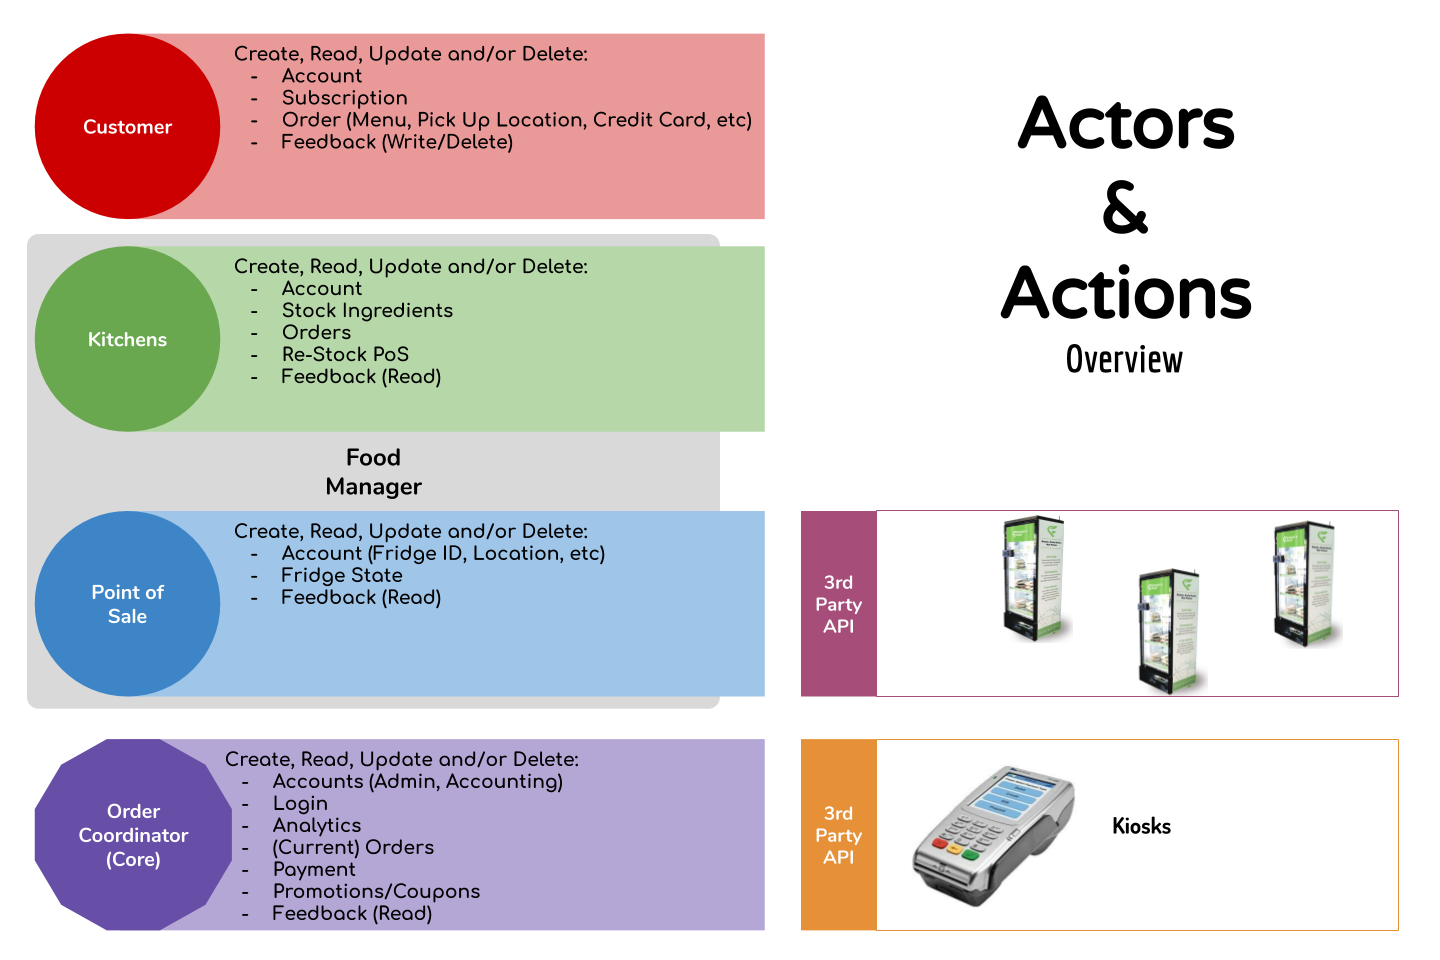 Customer
Create, Read, Update and/or Delete:
- Account
- Subscription
- Order (Menu, Pick Up Location, Credit Card, etc)
- Feedback (Write/Delete)
Actors
&
Actions
Overview
Kitchens
Create, Read, Update and/or Delete:
- Account
- Stock Ingredients
- Orders
- Re-Stock PoS
- Feedback (Read)
Food
Manager
Point of
Sale
Create, Read, Update and/or Delete:
- Account (Fridge ID, Location, etc)
- Fridge State
- Feedback (Read)
3rd
Party
API
Order
Coordinator
(Core)
Create, Read, Update and/or Delete:
- Accounts (Admin, Accounting)
- Login
- Analytics
- (Current) Orders
- Payment
- Promotions/Coupons
- Feedback (Read)
3rd
Party
API
Kiosks